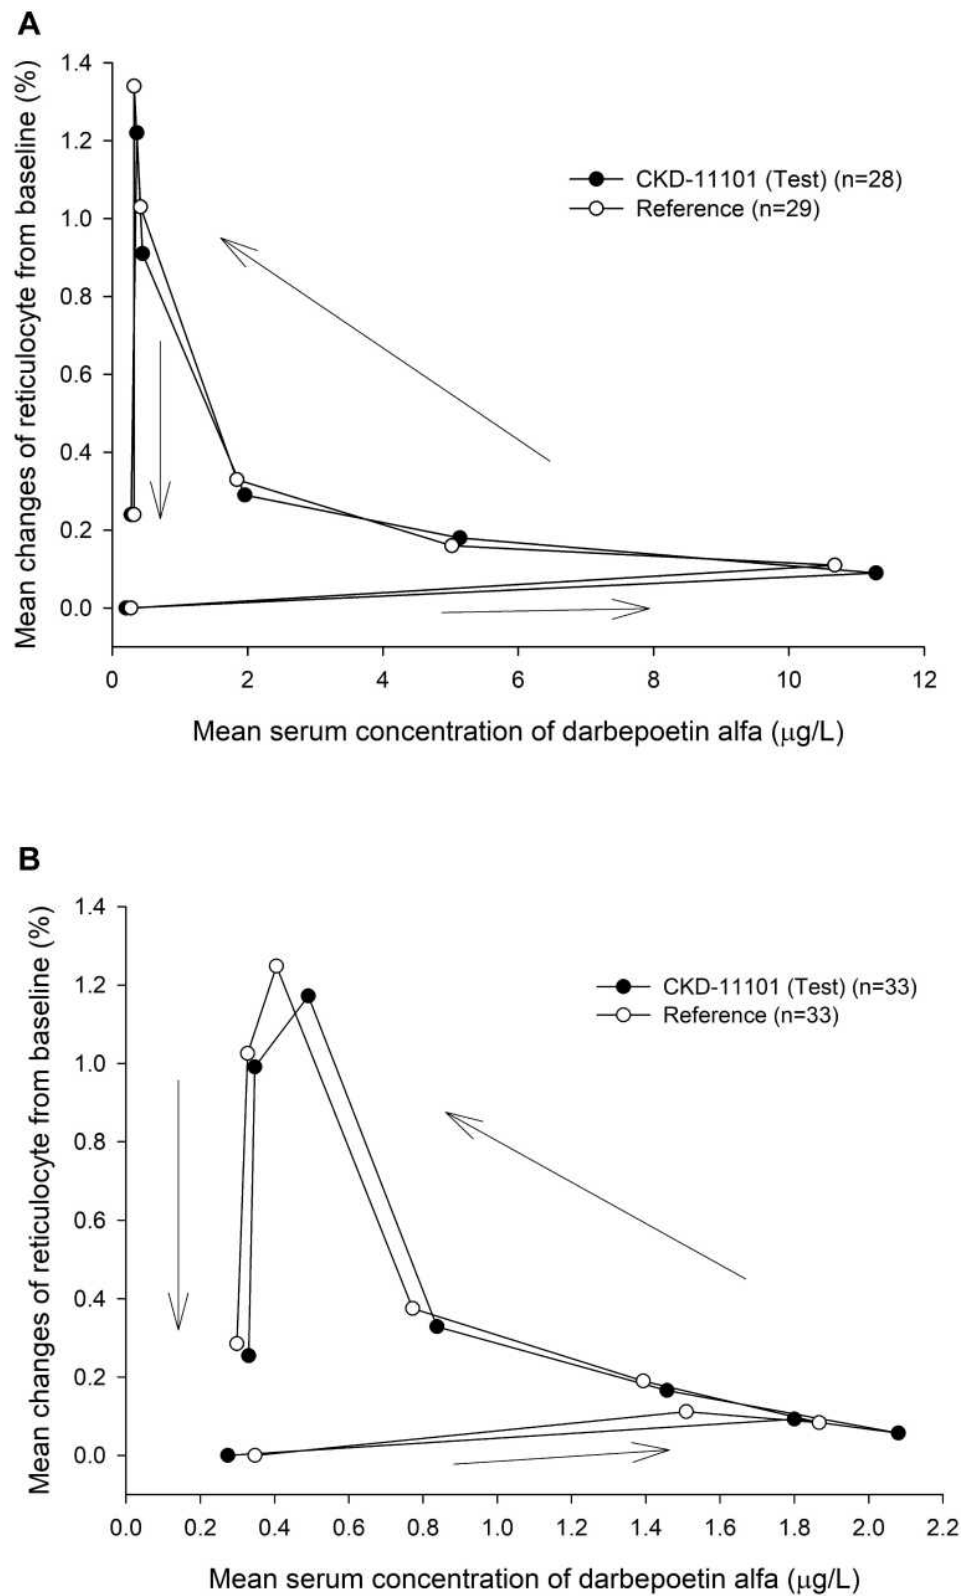 A
Mean changes of reticulocyte from baseline (%)
1.4
1.2
1.0
0.8
0.6
0.4
0.2
0.0
CKD-11101 (Test) (n=28)
Reference (n=29)
0 2 4 6 8 10 12
Mean serum concentration of darbepoetin alfa (μg/L)
B
Mean changes of reticulocyte from baseline (%)
1.4
1.2
1.0
0.8
0.6
0.4
0.2
0.0
CKD-11101 (Test) (n=33)
Reference (n=33)
0.0 0.2 0.4 0.6 0.8 1.0 1.2 1.4 1.6 1.8 2.0 2.2
Mean serum concentration of darbepoetin alfa (μg/L)